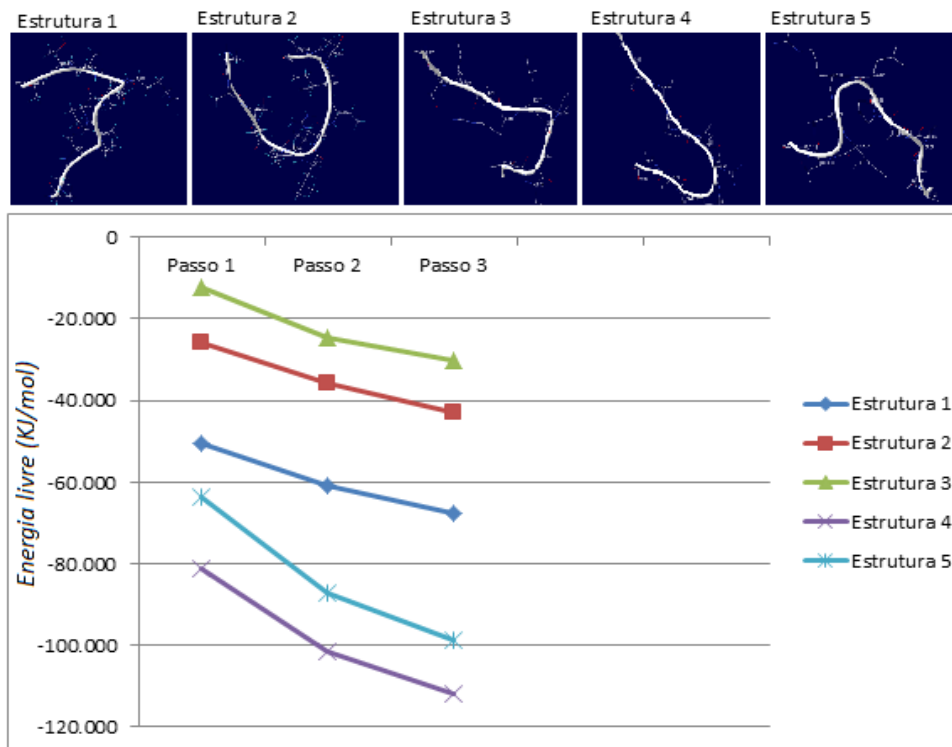 Estrutura 1 Estrutura 2 Estrutura 3 Estrutura 4 Estrutura 5
0
Passo 1 Passo 2 Passo 3
-20.000
-40.000
-60.000
-80.000
-100.000
-120.000
Energia livre (KJ/mol)
Estrutura 1
Estrutura 2
Estrutura 3
Estrutura 4
Estrutura 5